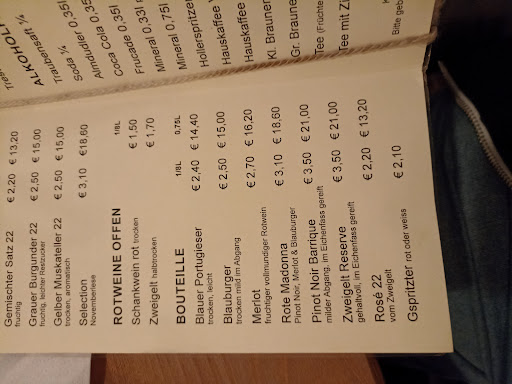 Gemischter Satz 22 € 2,20 € 13,20
fruchtig
Grauer Burgunder 22 € 2,50 € 15,00
fruchtig, leichter Restzucker
Gelber Muskateller 22 € 2,50 € 15,00
trocken, aromatisch
Selection € 3,10 €18,60
Novemberlese
ROTWEINE OFFEN 1/8L
Schankwein rot trocken € 1,50
Zweigelt halbtrocken € 1,70
BOUTEILLE 1/8L 0,75L
Blauer Portugieser € 2,40 € 14,40
trocken, leicht
Blauburger € 2,50 € 15,00
trocken mild im Abgang
Merlot € 2,70 € 16,20
fruchtiger vollmundiger Rotwein
Rote Madonna € 3,10 € 18,60
Pinot Noir, Merlot & Blauburger
Pinot Noir Barrique € 3,50 € 21,00
milder Abgang, im Eichenfass gereift
Zweigelt Reserve € 3,50 € 21,00
gehaltvoll, im Eichenfass gereift
Rosé 22 € 2,20 € 13,20
vom Zweigelt
Gspritzter rot oder weiss € 2,10
ALKOHOLF
Traubensaft ¼
Trauben ¼
Soda ¼ 0,35l
Almdudler 0,35
Coca Cola 0,35l
Frucade 0,33l
Mineral 0,75l
Mineral
Hollerspritzer
Hauskaffee
Hauskaffee
Kl. Brauner
Gr. Braune
Tee (Früchte
Tee mit Zi
Bitte geb